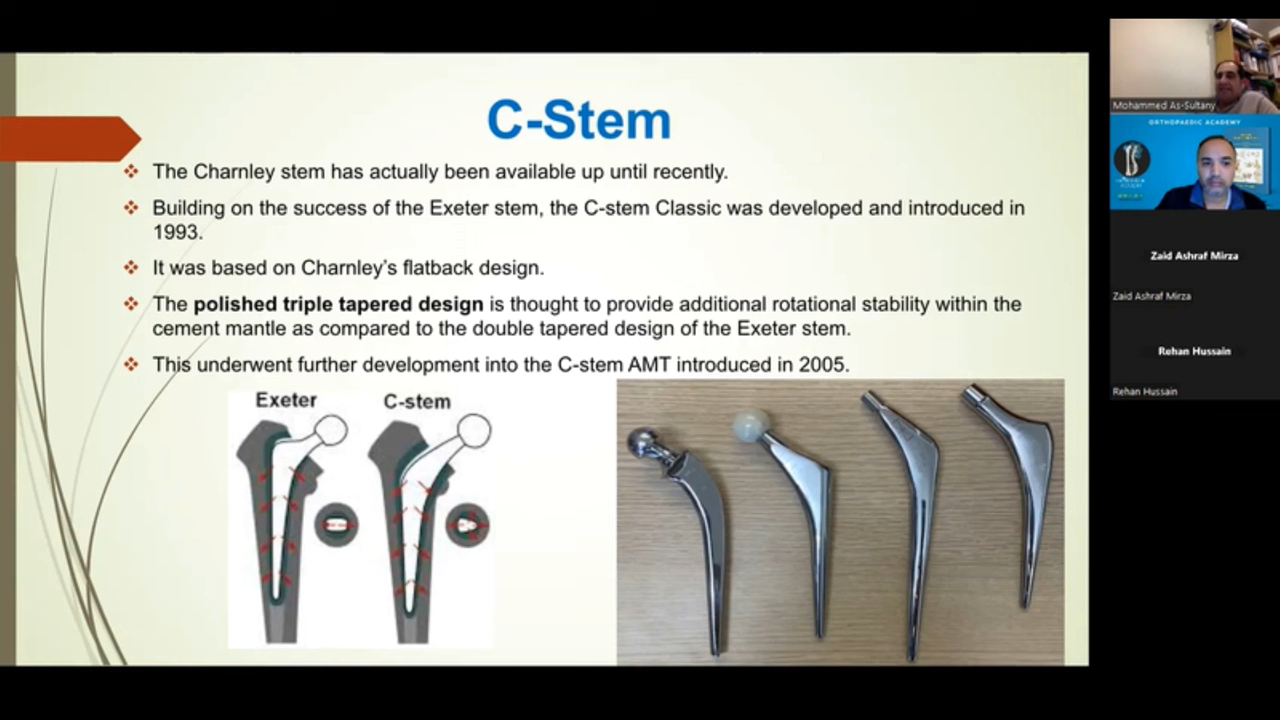 C-Stem
The Charnley stem has actually been available up until recently.
Building on the success of the Exeter stem, the C-stem Classic was developed and introduced in
1993.
It was based on Charnley's flatback design.
The polished triple tapered design is thought to provide additional rotational stability within the
cement mantle as compared to the double tapered design of the Exeter stem.
This underwent further development into the C-stem AMT introduced in 2005.
Exeter
C-stem
Mohammed As-Sultany
ORTHOPAEDIC ACADEMY
Zaid Ashraf Mirza
Zaid Ashraf Mirza
Rehan Hussain
Rehan Hussain